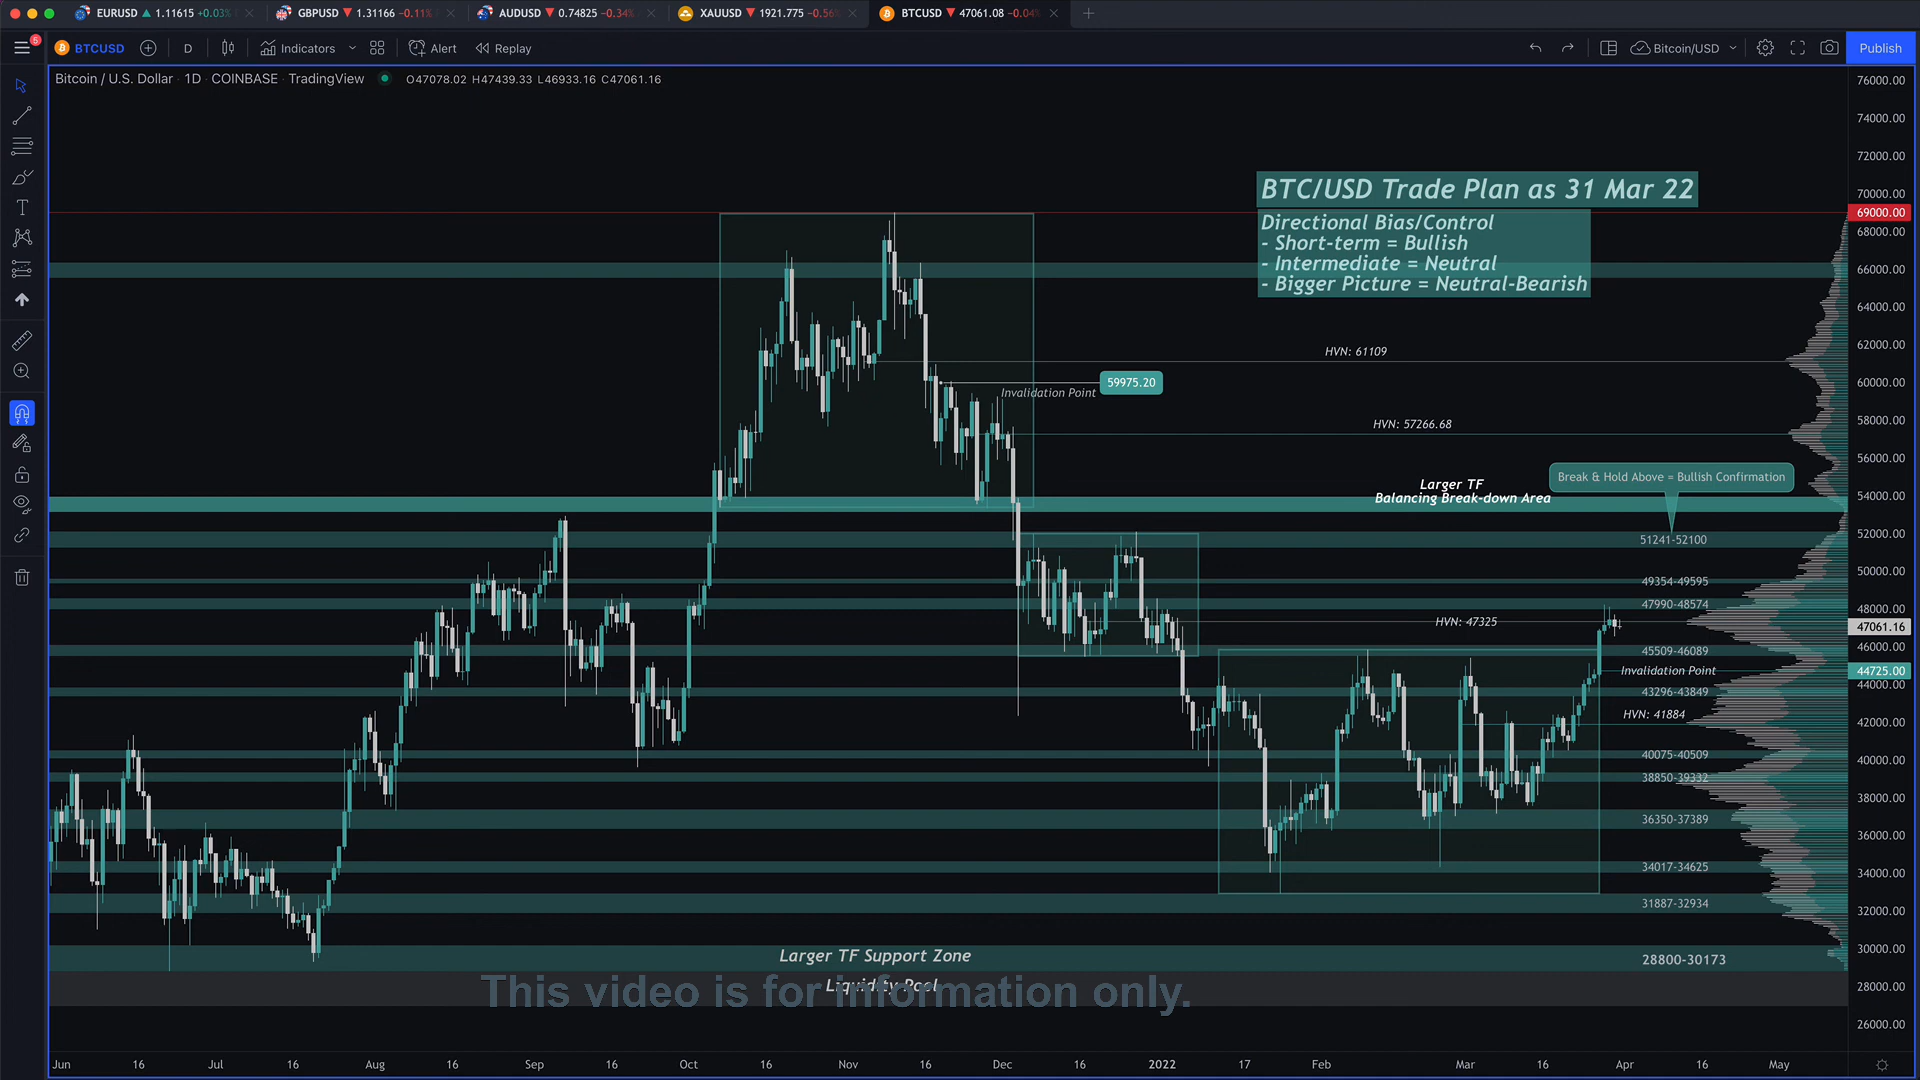 EURUSD 1.11615 +0.03%
GBPUSD 1.31166 -0.11%
AUDUSD 0.74825 -0.34%
XAUUSD 1921.775 -0.56%
BTCUSD 47061.08 -0.04%
5
BTCUSD
D
Indicators
Alert
Replay
Bitcoin/USD
Publish
Bitcoin / U.S. Dollar · 1D · COINBASE · TradingView
O47078.02 H47439.33 L46933.16 C47061.16
76000.00
74000.00
72000.00
BTC/USD Trade Plan as 31 Mar 22
70000.00
69000.00
Directional Bias/Control
68000.00
- Short-term = Bullish
- Intermediate = Neutral
66000.00
- Bigger Picture = Neutral-Bearish
64000.00
62000.00
HVN: 61109
59975.20
60000.00
Invalidation Point
58000.00
HVN: 57266.68
56000.00
Break & Hold Above = Bullish Confirmation
Larger TF
Balancing Break-down Area
54000.00
52000.00
51241-52100
50000.00
49354-49595
47990-48574
48000.00
HVN: 47325
47061.16
46000.00
45509-46089
Invalidation Point
44725.00
44000.00
43296-43849
HVN: 41884
42000.00
40075-40509
40000.00
38850-39332
38000.00
36350-37389
36000.00
34017-34625
34000.00
31887-32934
32000.00
30000.00
Larger TF Support Zone
28800-30173
Liquidity Pool
28000.00
This video is for information only.
26000.00
Jun
16
Jul
16
Aug
16
Sep
16
Oct
16
Nov
16
Dec
16
2022
17
Feb
Mar
16
Apr
16
May